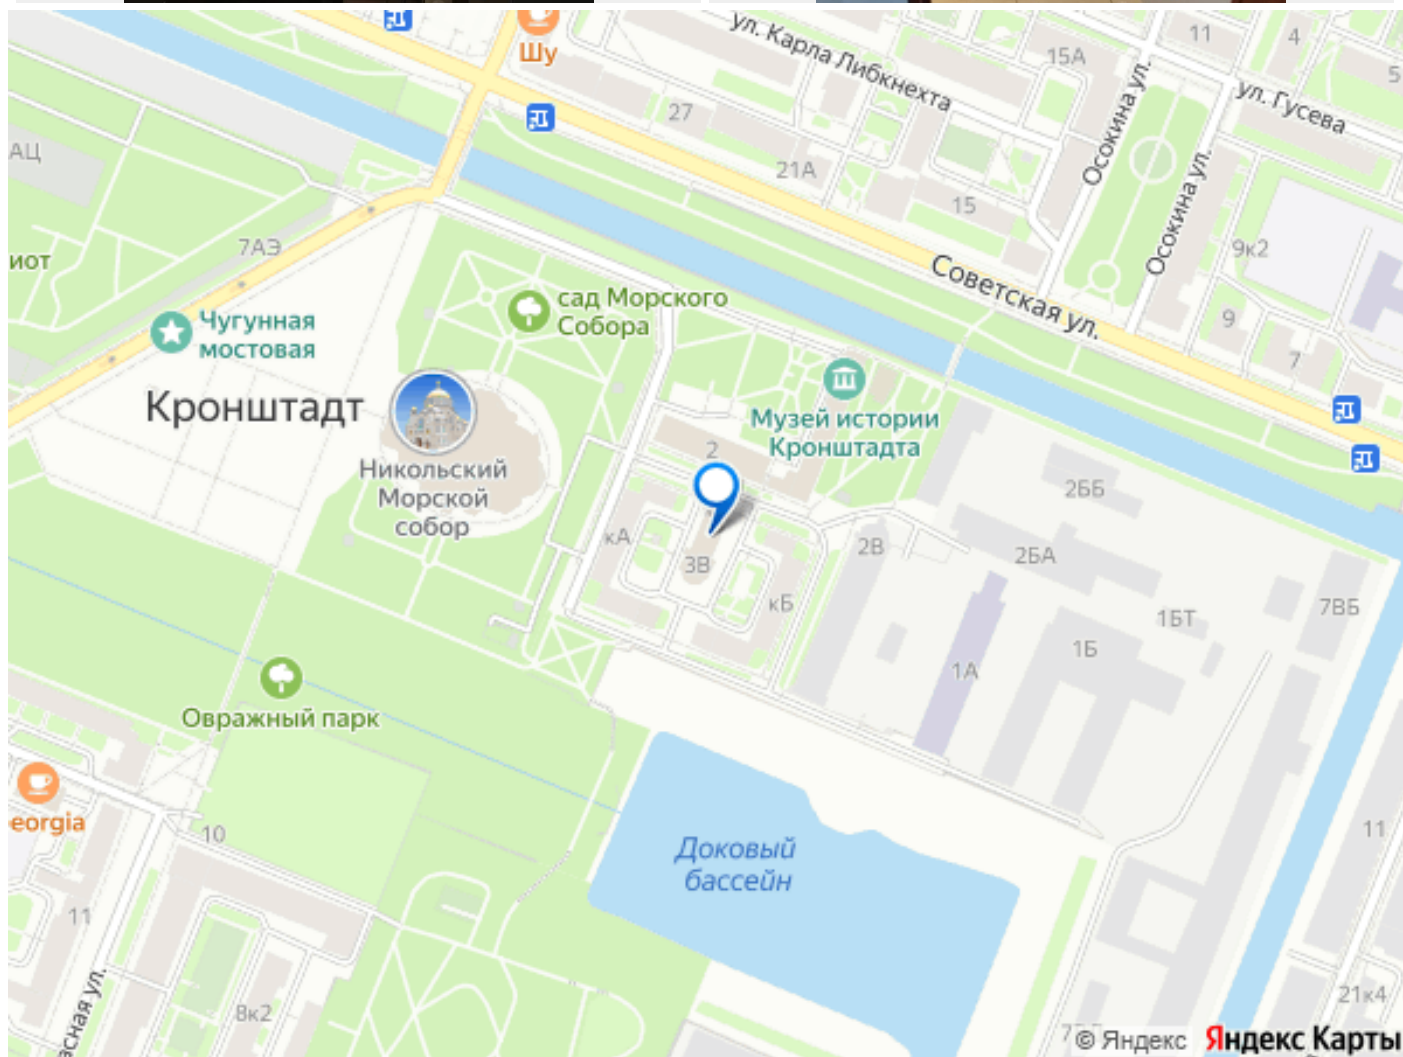 Шу
ул. Карла Либкнехта
15А
11
4
5
ул. Гусева
27
Осокина ул.
АЦ
21А
15
Осокина ул.
9к2
7АЭ
иот
Советская ул.
сад Морского
Собора
Чугунная
мостовая
9
7
Кронштадт
Музей истории
Кронштадта
2
Никольский
Морской
собор
2ББ
кА
3В
2В
2БА
кБ
1БТ
7ВБ
1Б
1А
Овражный парк
eorgia
10
11
Доковый
бассейн
11
8к2
асная ул.
21к4
© Яндекс
Яндекс Карты